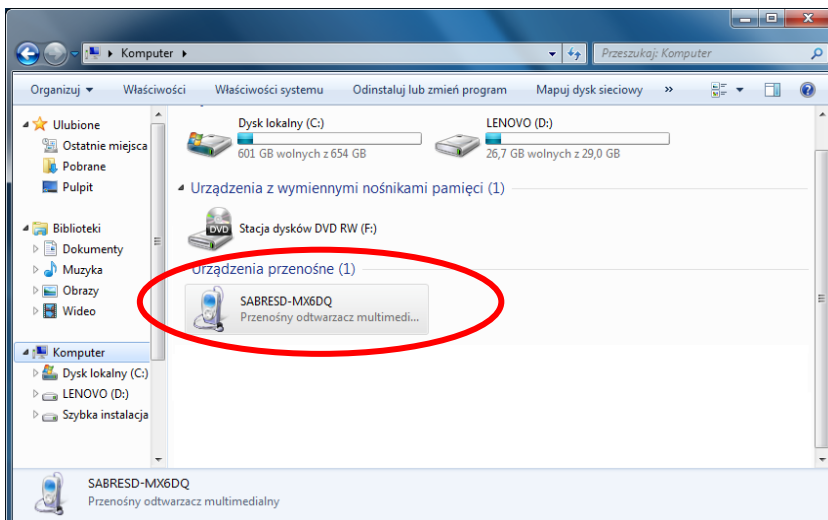 Komputer
Przeszukaj: Komputer
Organizuj
Właściwości
Właściwości systemu
Odinstaluj lub zmień program
Mapuj dysk sieciowy
»
Ulubione
Ostatnie miejsca
Pobrane
Pulpit
Biblioteki
Dokumenty
Muzyka
Obrazy
Wideo
Komputer
Dysk lokalny (C:)
LENOVO (D:)
Szybka instalacja
Dysk lokalny (C:)
601 GB wolnych z 654 GB
LENOVO (D:)
26,7 GB wolnych z 29,0 GB
Urządzenia z wymiennymi nośnikami pamięci (1)
DVD
Stacja dysków DVD RW (F:)
Urządzenia przenośne (1)
SABRESD-MX6DQ
Przenośny odtwarzacz multimedi...
SABRESD-MX6DQ
Przenośny odtwarzacz multimedialny